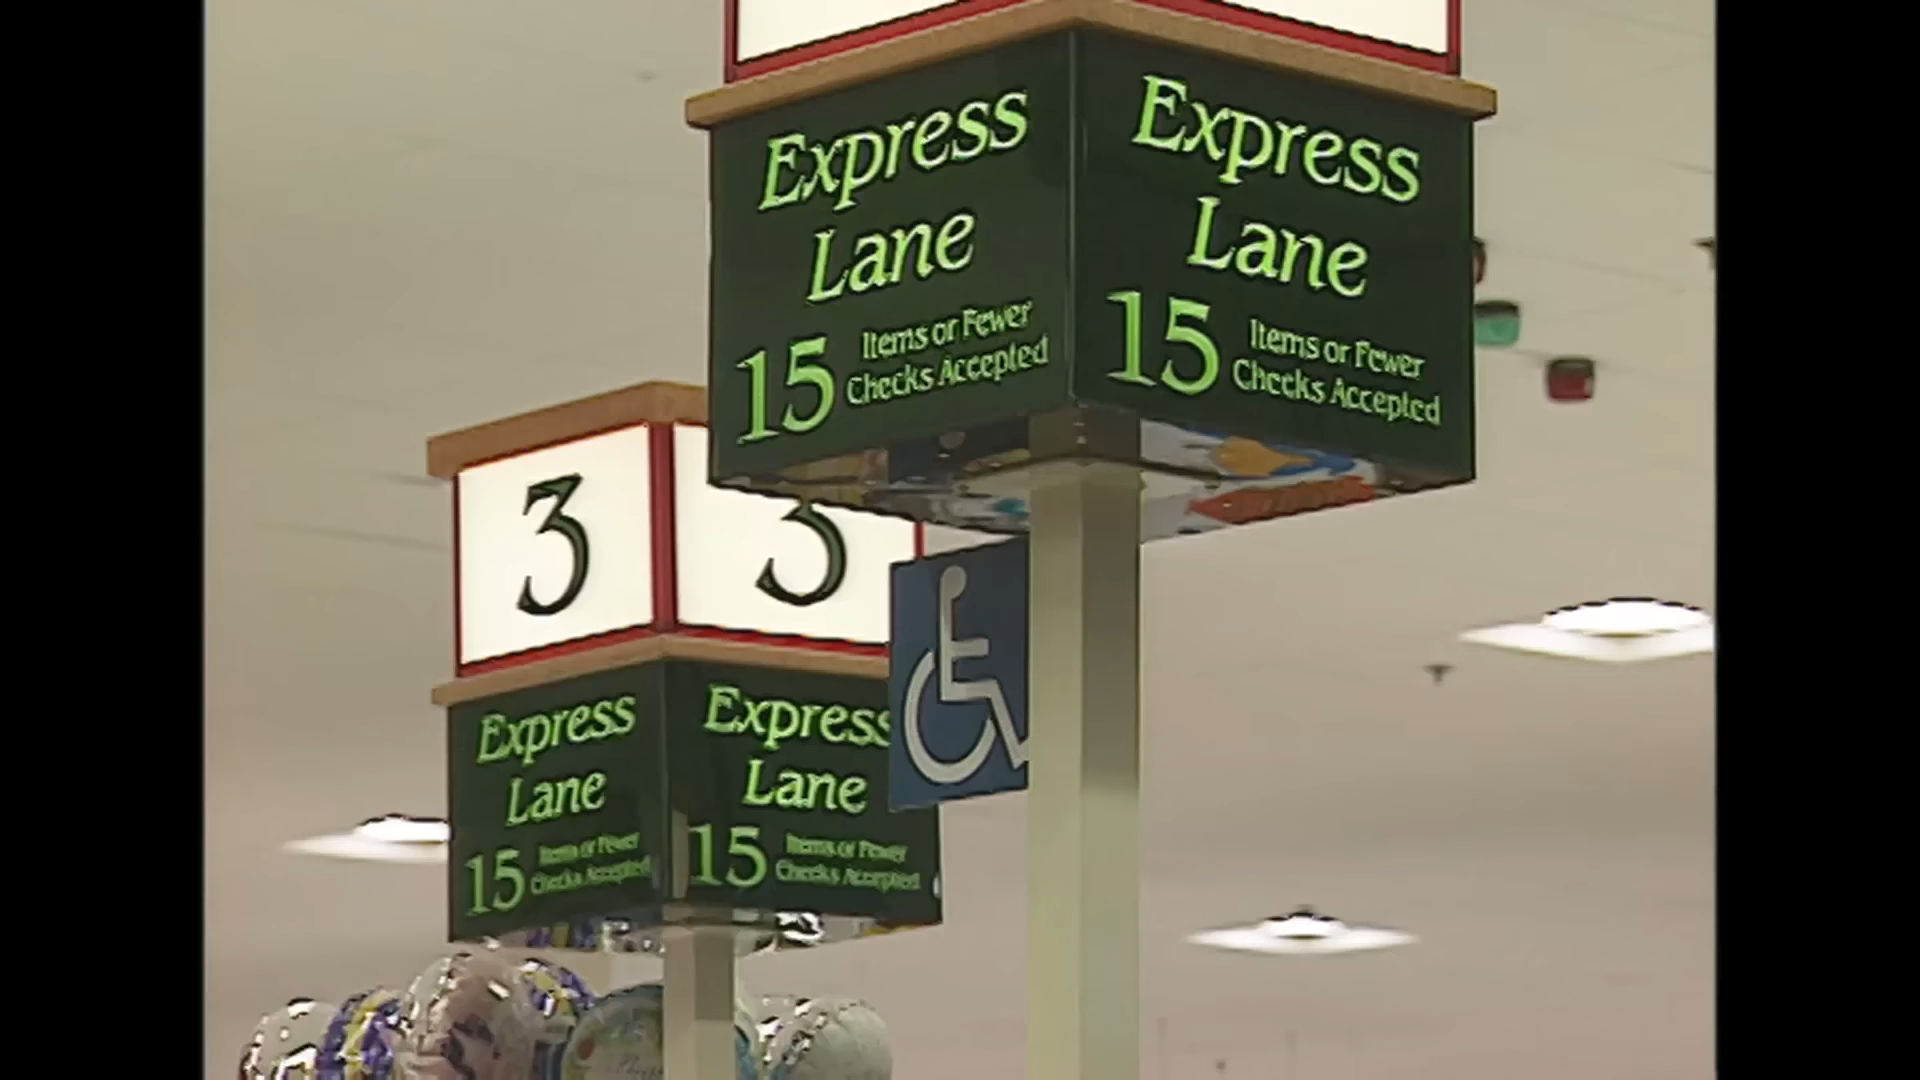 Express
Lane
15 Items or Fewer
Checks Accepted
Express
Lane
15 Items or Fewer
Checks Accepted
3
3
Express
Lane
15 Items or Fewer
Checks Accepted
Express
Lane
15 Items or Fewer
Checks Accepted